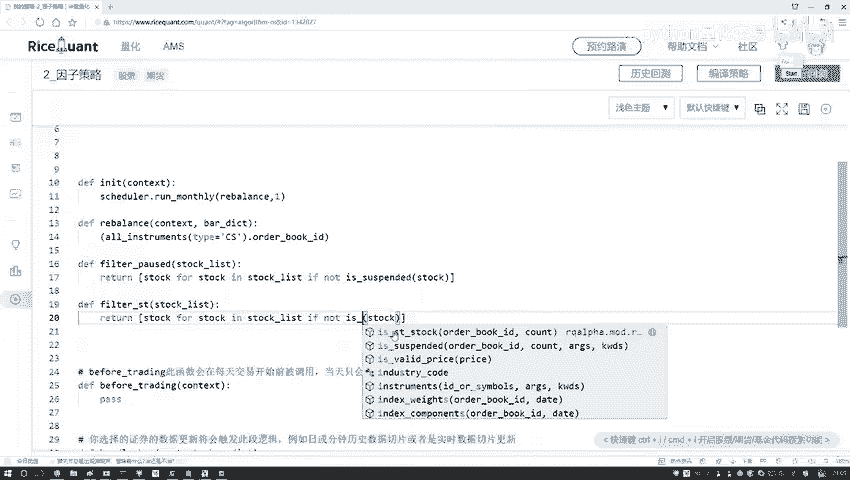 https://www.ricequant.com/quant/#?tag=algorithm-ns&id=1342827
RiceQuant 量化 AMS 预约路演 帮助文档 社区
2_因子策略 股票 期货 历史回测 编译策略
浅色主题 默认快捷键
6
7
8
9
10 def init(context):
11 scheduler.run_monthly(rebalance,1)
12
13 def rebalance(context, bar_dict):
14 (all_instruments(type='CS').order_book_id)
15
16 def filter_paused(stock_list):
17 return [stock for stock in stock_list if not is_suspended(stock)]
18
19 def filter_st(stock_list):
20 return [stock for stock in stock_list if not is_(stock)]
21 is_st_stock(order_book_id, count) rqalpha.mod.r...
22 is_suspended(order_book_id, count, args, kwds)
23 is_valid_price(price)
24 # before_trading此函数会在每天交易开始前被调用，当天只会
industry_code
25 def before_trading(context):
instruments(id_or_symbols, args, kwds)
26 pass
index_weights(order_book_id, date)
27
index_components(order_book_id, date)
28
29 # 你选择的证券的数据更新将会触发此段逻辑，例如日或分钟历史数据切片或者是实时数据切片更新